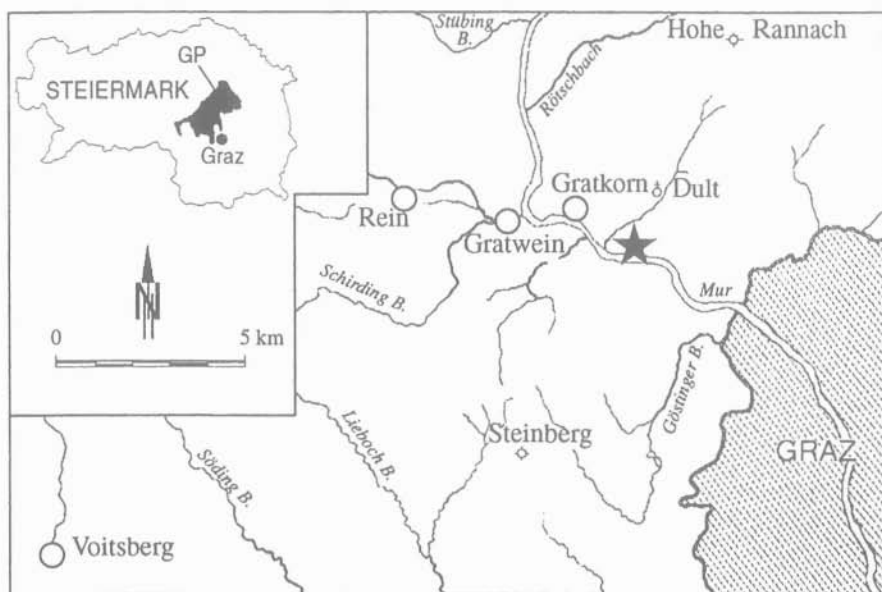 Stübing
B.
Hohe Rannach
Rötschbach
GP
STEIERMARK
Graz
Gratkorn
Dult
Rein
Gratwein
Schirding B.
Mur
N
0 5 km
Göstinger B.
Lieboch B.
Steinberg
Söding B.
GRAZ
Voitsberg